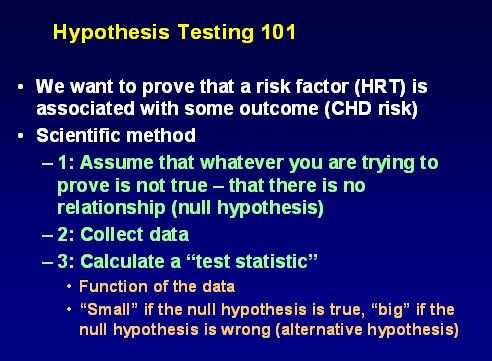 Hypothesis Testing 101
• We want to prove that a risk factor (HRT) is
associated with some outcome (CHD risk)
• Scientific method
– 1: Assume that whatever you are trying to
prove is not true – that there is no
relationship (null hypothesis)
– 2: Collect data
– 3: Calculate a “test statistic”
• Function of the data
• “Small” if the null hypothesis is true, “big” if the
null hypothesis is wrong (alternative hypothesis)